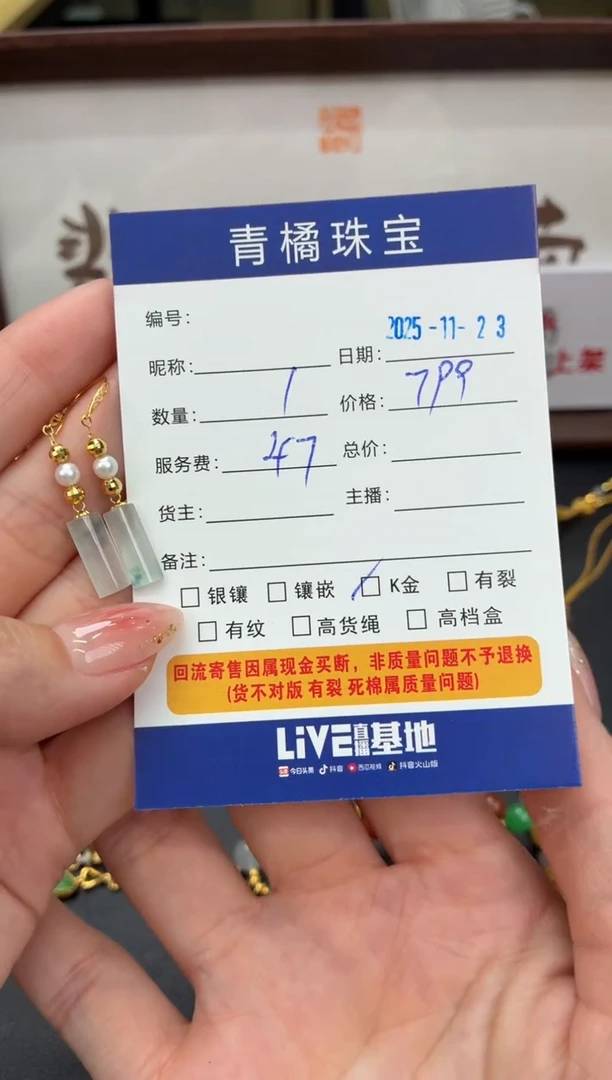 青橘珠宝
编号:
昵称: 日期: 2025-11-23
数量: 1 价格: 799
服务费: 47 总价:
货主: 主播:
备注:
银镶 镶嵌 K金 有裂
有纹 高货绳 高档盒
回流寄售因属现金买断，非质量问题不予退换
(货不对版 有裂 死棉属质量问题)
LiVE直播基地
今日头条 抖音 西瓜视频 抖音火山版
上架